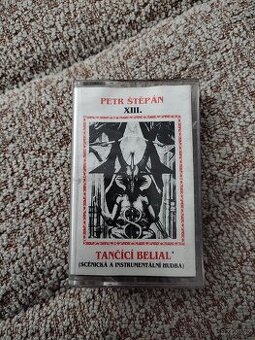 PETR ŠTĚPÁN
XIII.
TANČÍCÍ BELIAL'
(SCÉNICKÁ A INSTRUMENTÁLNÍ HUDBA)